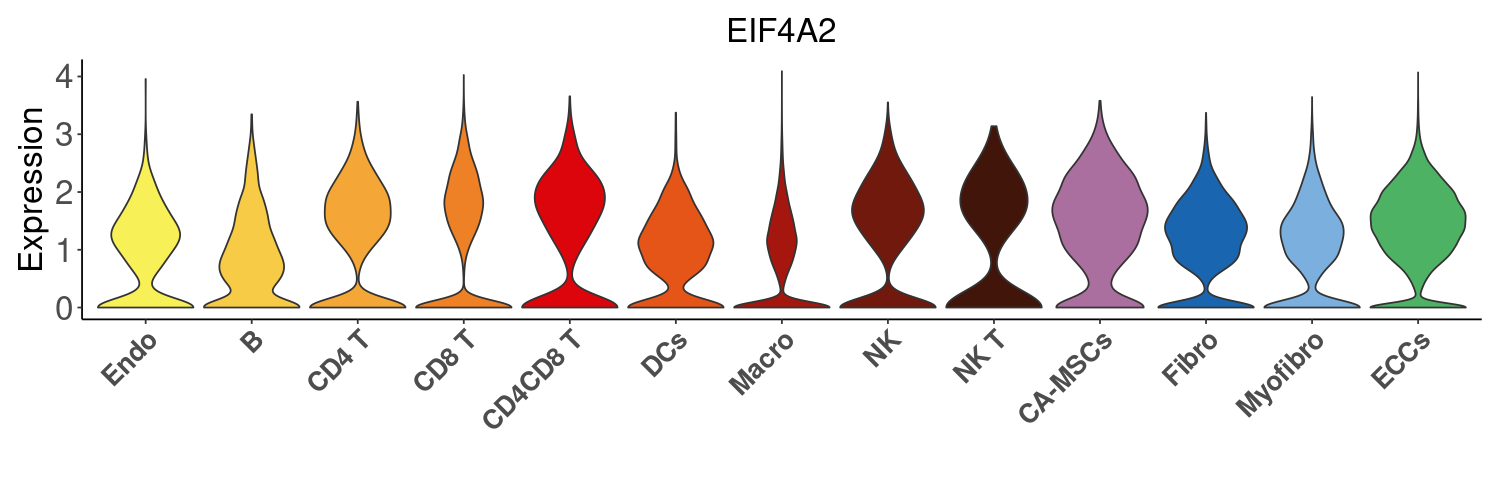 EIF4A2
Expression
4
3
2
1
0
Endo
B
CD4 T
CD8 T
CD4CD8 T
DCs
Macro
NK
NK T
CA-MSCs
Fibro
Myofibro
ECCs